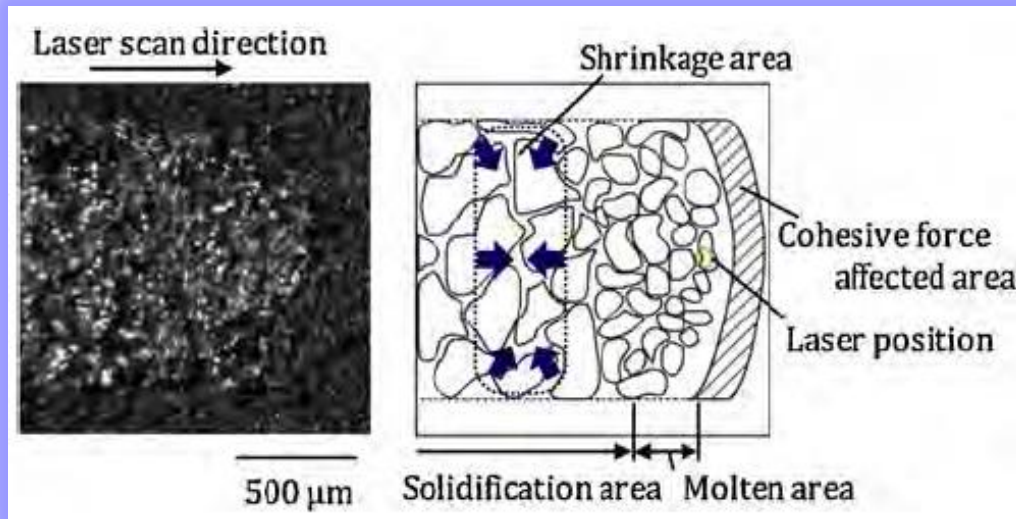 Laser scan direction
Shrinkage area
Cohesive force
affected area
Laser position
500 μm
Solidification area
Molten area